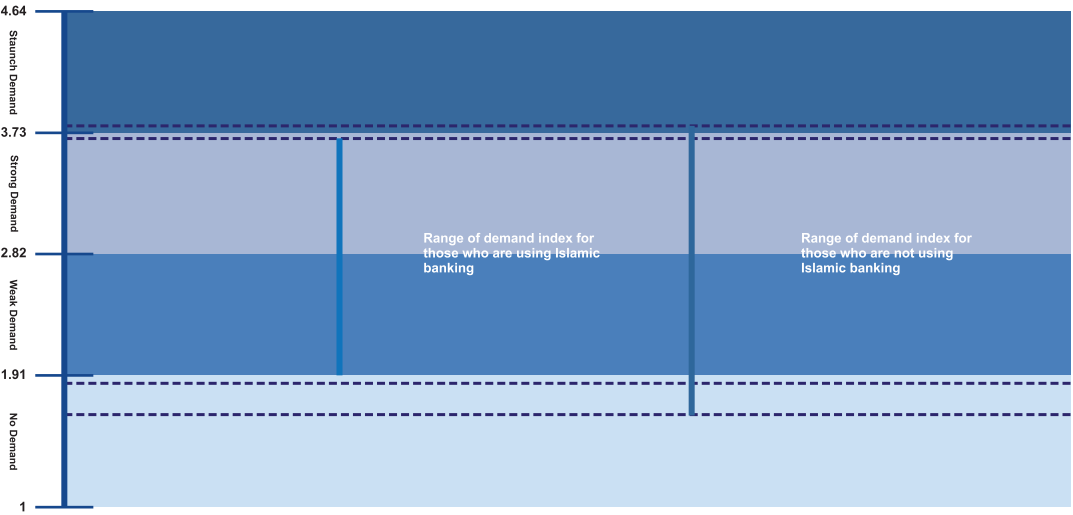 4.64
Staunch Demand
3.73
Strong Demand
2.82
Weak Demand
1.91
No Demand
1
Range of demand index for
those who are using Islamic
banking
Range of demand index for
those who are not using
Islamic banking